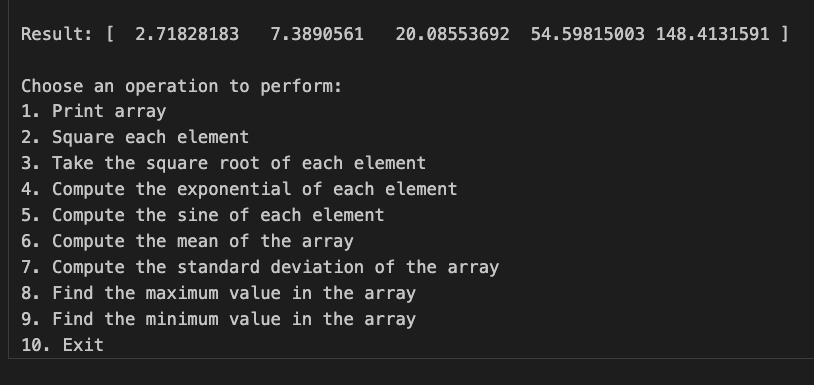 Result: [  2.71828183   7.3890561   20.08553692  54.59815003 148.4131591 ]
Choose an operation to perform:
1. Print array
2. Square each element
3. Take the square root of each element
4. Compute the exponential of each element
5. Compute the sine of each element
6. Compute the mean of the array
7. Compute the standard deviation of the array
8. Find the maximum value in the array
9. Find the minimum value in the array
10. Exit